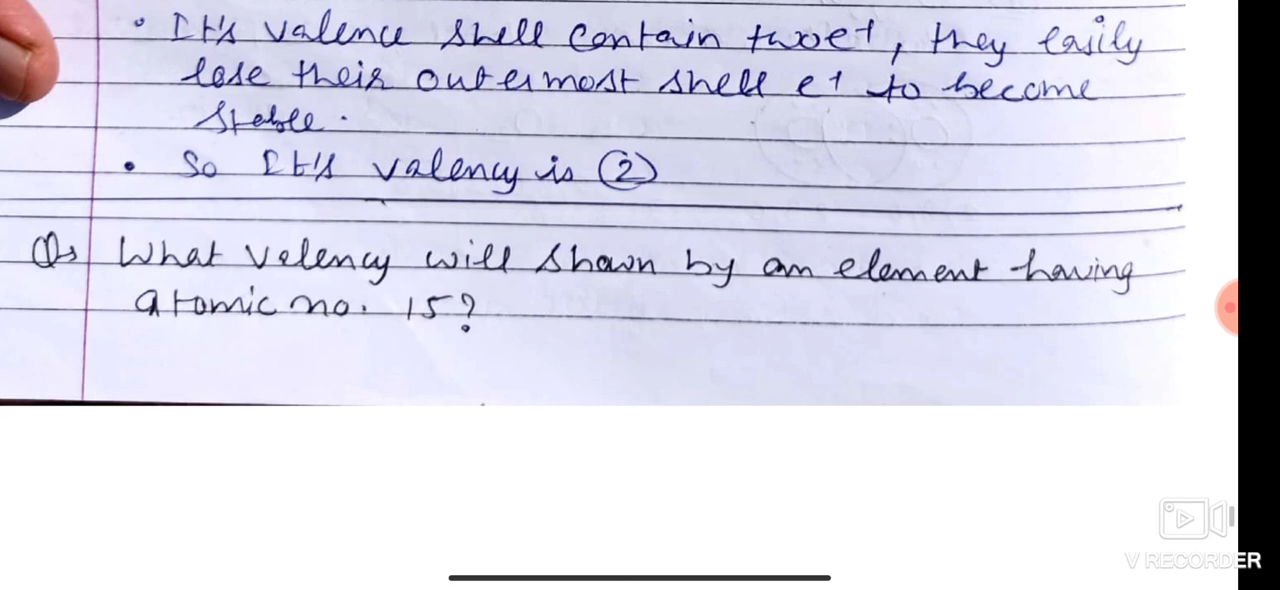 • It's valence shell contain two e⁻, they easily
lose their outermost shell e⁻ to become
stable.
• So It's valency is ②
Q, What valency will shown by an element having
atomic no. 15?
V RECORDER